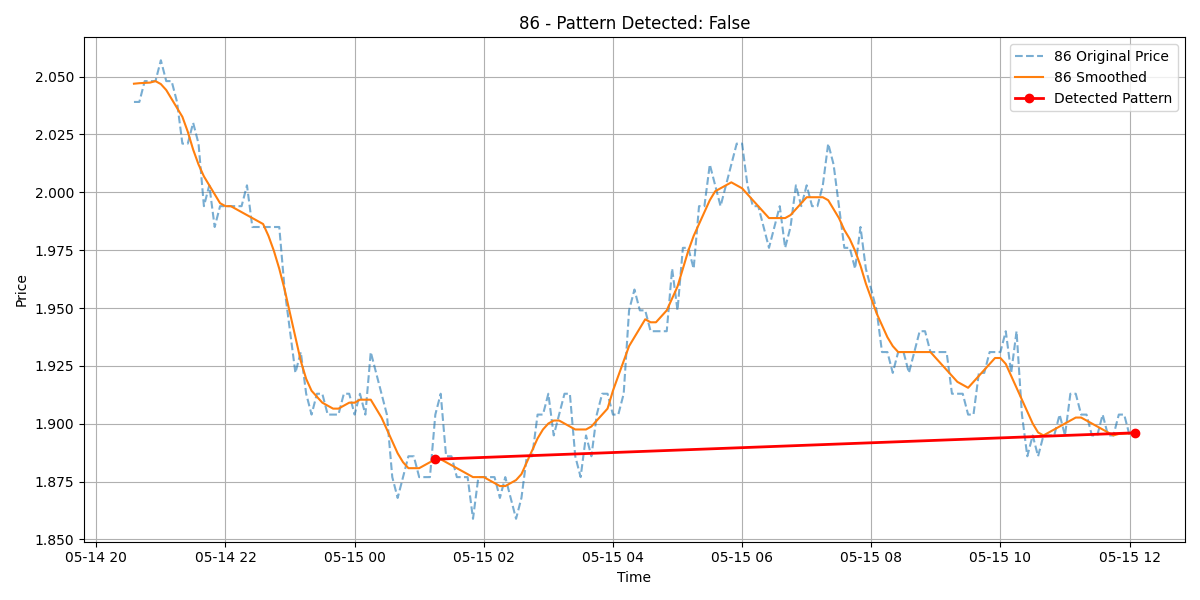 86 - Pattern Detected: False
86 Original Price
86 Smoothed
Detected Pattern
Price
2.050
2.025
2.000
1.975
1.950
1.925
1.900
1.875
1.850
05-14 20 05-14 22 05-15 00 05-15 02 05-15 04 05-15 06 05-15 08 05-15 10 05-15 12
Time